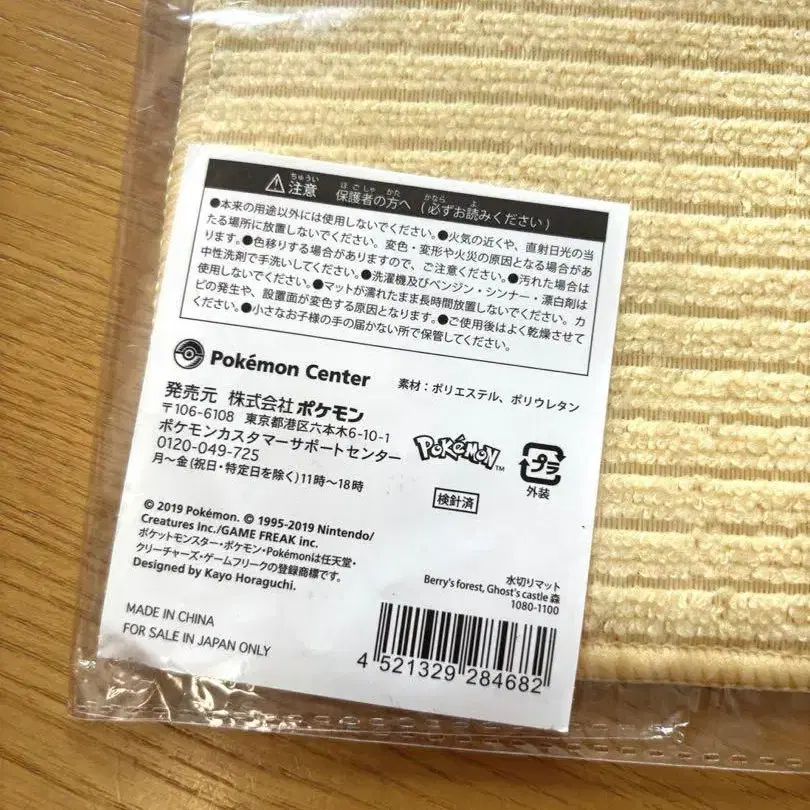 ちゅうい
ほごしゃ かた かなら よ
⚠注意 保護者の方へ (必ずお読みください)
●本来の用途以外には使用しないでください。●火気の近くや、直射日光の当
たる場所に放置しないでください。変色・変形や火災の原因となる場合があ
ります。●色移りする場合がありますので、ご注意ください。●汚れた場合は
中性洗剤で手洗いしてください。●洗濯機及びベンジン・シンナー・漂白剤は
使用しないでください。●マットが濡れたまま長時間放置しないでください。カ
ビの発生や、設置面が変色する原因となります。●ご使用後はよく乾燥させて
ください。●小さなお子様の手の届かない所で保管してください。
Pokémon Center
素材：ポリエステル、ポリウレタン
発売元 株式会社ポケモン
〒106-6108 東京都港区六本木6-10-1
ポケモンカスタマーサポートセンター
0120-049-725
月〜金(祝日・特定日を除く)11時〜18時
POKéMON™
プラ
外装
検針済
© 2019 Pokémon. © 1995-2019 Nintendo/
Creatures Inc./GAME FREAK inc.
ポケットモンスター・ポケモン・Pokémonは任天堂・
クリーチャーズ・ゲームフリークの登録商標です。
Designed by Kayo Horaguchi.
水切りマット
Berry's forest, Ghost's castle 森
1080-1100
MADE IN CHINA
FOR SALE IN JAPAN ONLY
4 521329 284682